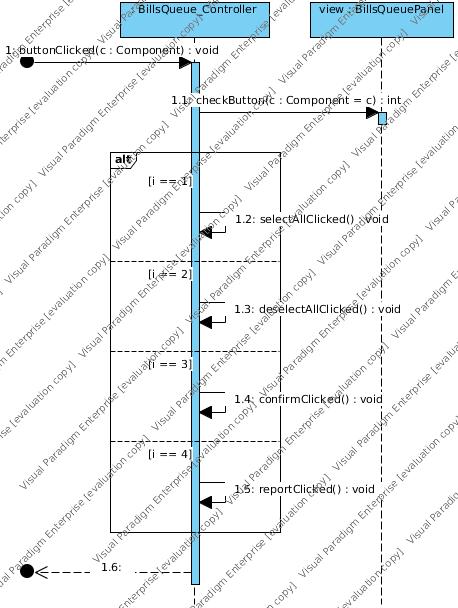 BillsQueue_Controller
view : BillsQueuePanel
1: buttonClicked(c : Component) : void
1.1: checkButton(c : Component = c) : int
alt
[i == 1]
1.2: selectAllClicked() : void
[i == 2]
1.3: deselectAllClicked() : void
[i == 3]
1.4: confirmClicked() : void
[i == 4]
1.5: reportClicked() : void
1.6:
Visual Paradigm Enterprise [evaluation copy]